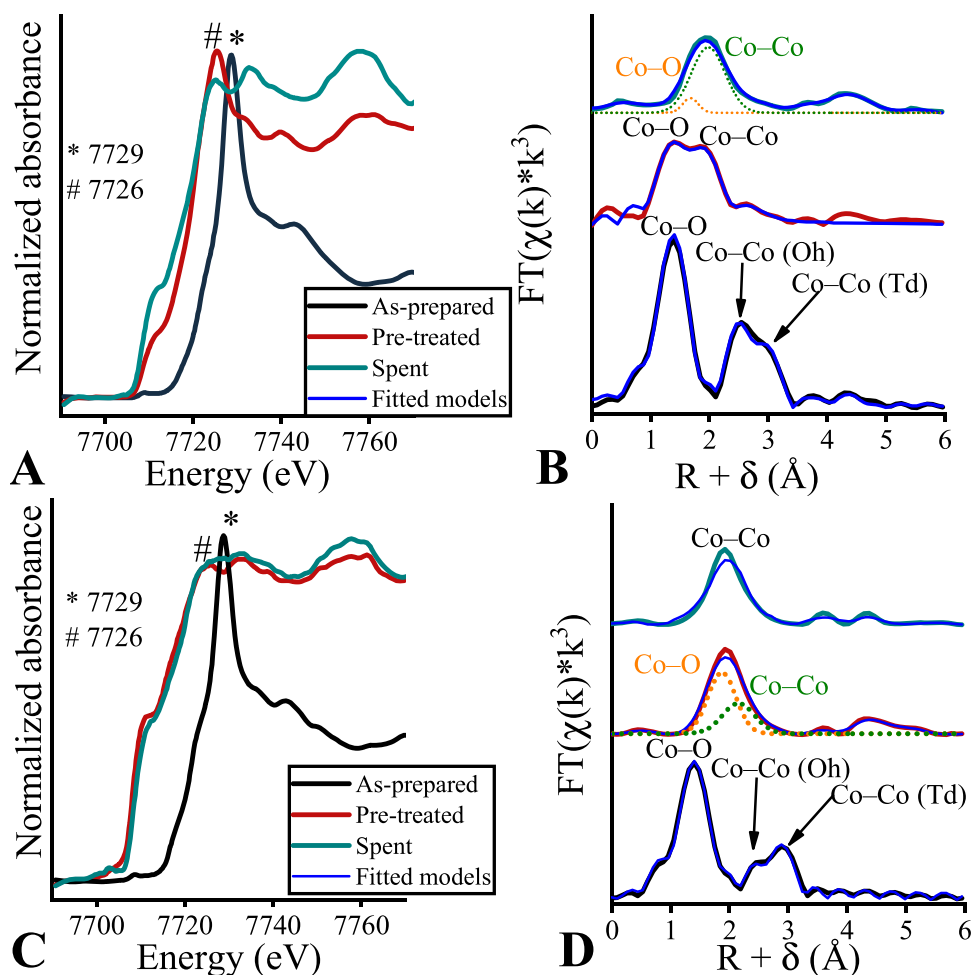 Normalized absorbance
#
*
* 7729
# 7726
As-prepared
Pre-treated
Spent
Fitted models
7700
7720
7740
7760
Energy (eV)
A
FT(χ(k)*k³)
Co–O
Co–Co
Co–O
Co–Co
Co–O
Co–Co (Oh)
Co–Co (Td)
0
1
2
3
4
5
6
R + δ (Å)
B
Normalized absorbance
#
*
* 7729
# 7726
As-prepared
Pre-treated
Spent
Fitted models
7700
7720
7740
7760
Energy (eV)
C
FT(χ(k)*k³)
Co–Co
Co–O
Co–Co
Co–O
Co–Co (Oh)
Co–Co (Td)
0
1
2
3
4
5
6
R + δ (Å)
D